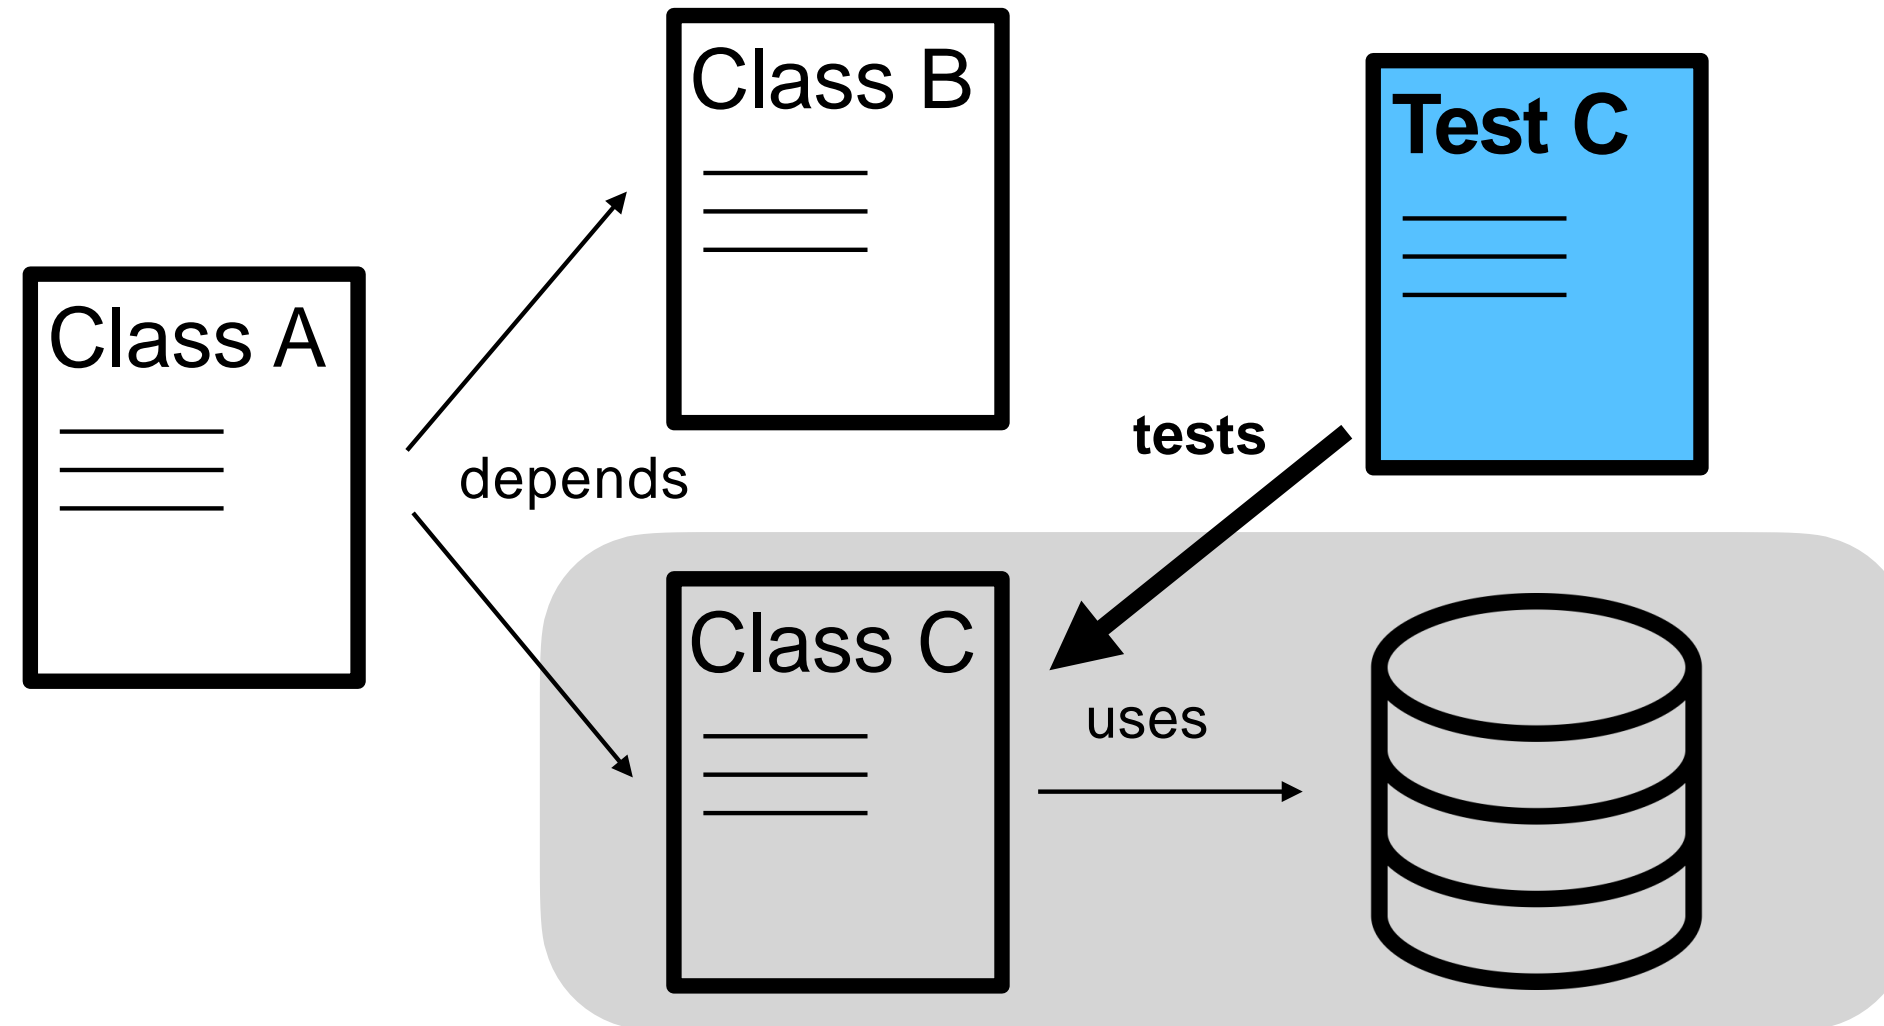 Class B
Test C
Class A
tests
depends
Class C
uses